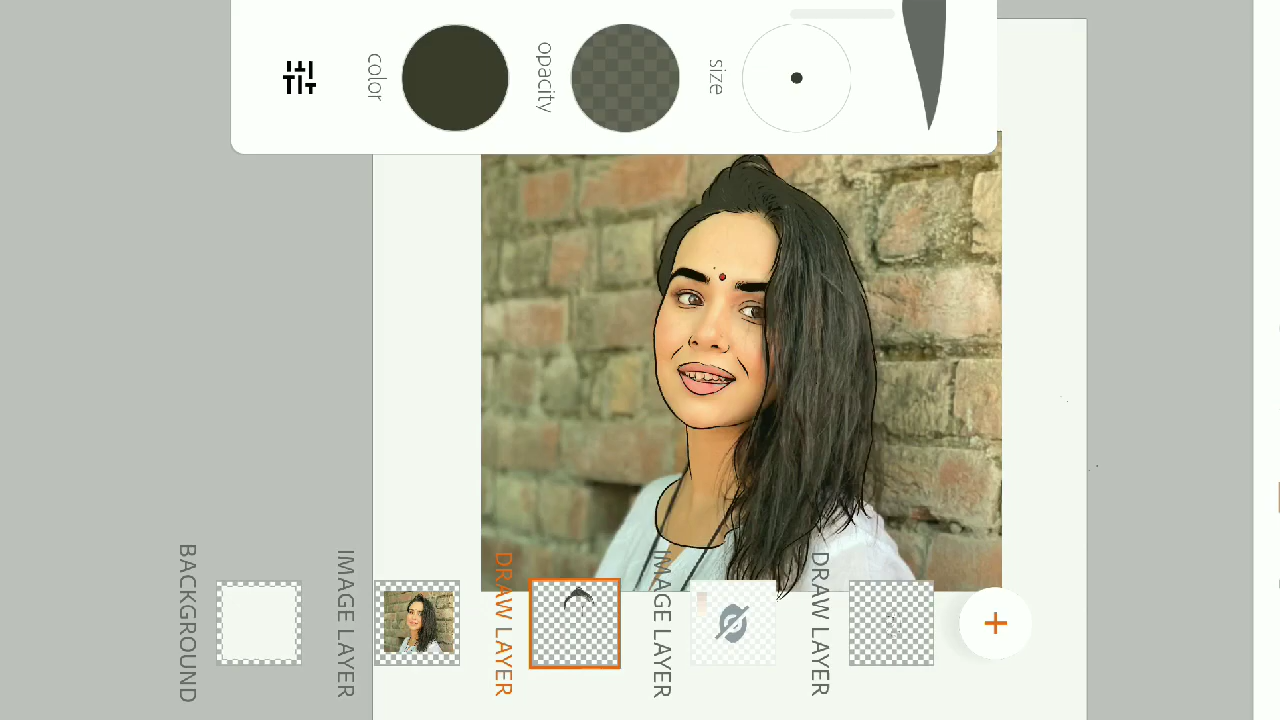 color
opacity
size
BACKGROUND
IMAGE LAYER
DRAW LAYER
IMAGE LAYER
DRAW LAYER